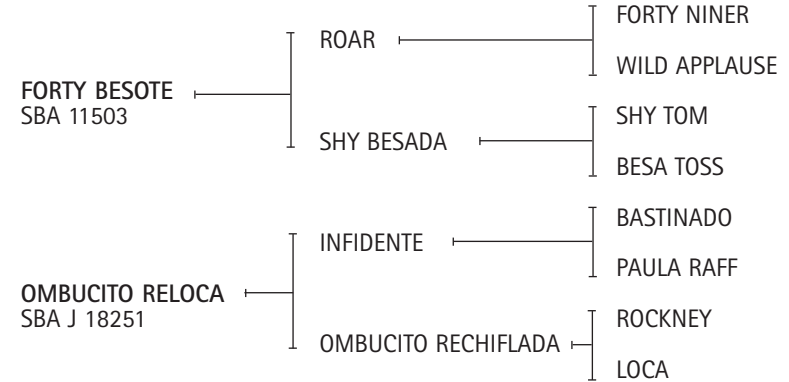 FORTY NINER
ROAR
WILD APPLAUSE
FORTY BESOTE
SBA 11503
SHY TOM
SHY BESADA
BESA TOSS
BASTINADO
INFIDENTE
PAULA RAFF
OMBUCITO RELOCA
SBA J 18251
ROCKNEY
OMBUCITO RECHIFLADA
LOCA